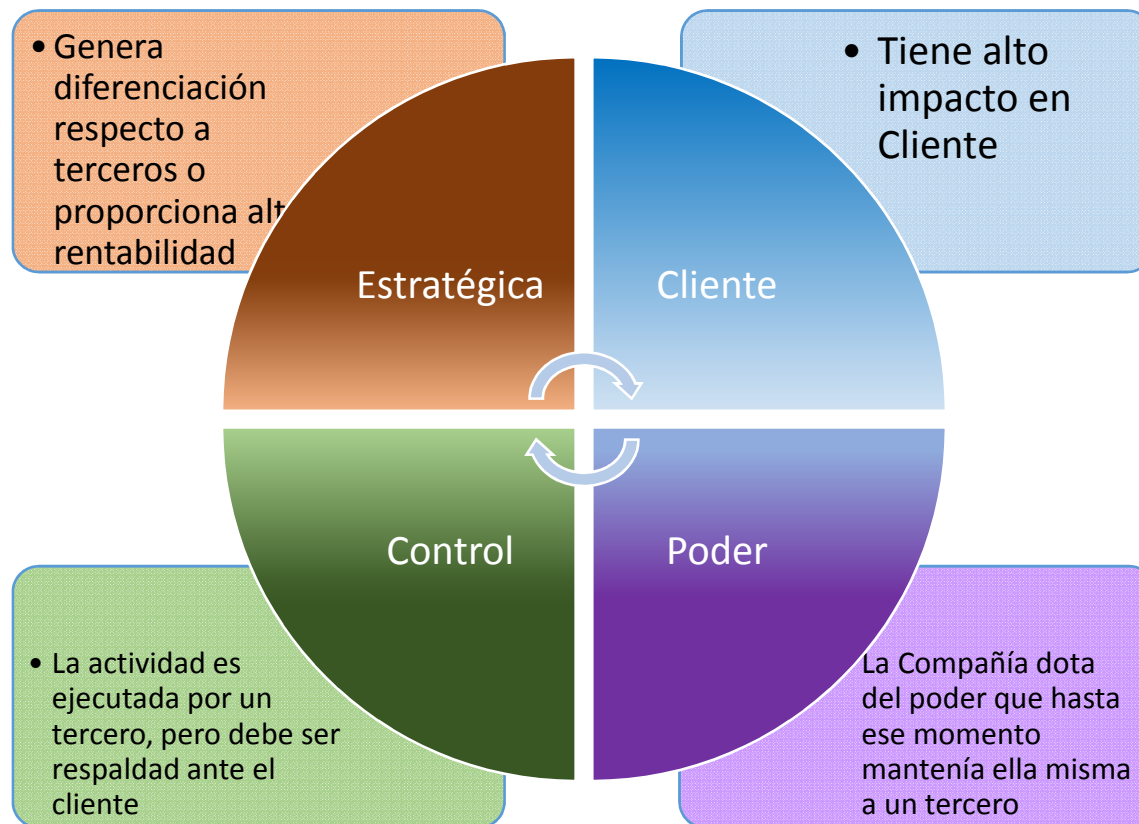 • Genera
diferenciación
respecto a
terceros o
proporciona alt
rentabilidad
• Tiene alto
impacto en
Cliente
Estratégica
Cliente
Control
Poder
• La actividad es
ejecutada por un
tercero, pero debe ser
respaldad ante el
cliente
La Compañía dota
del poder que hasta
ese momento
mantenía ella misma
a un tercero